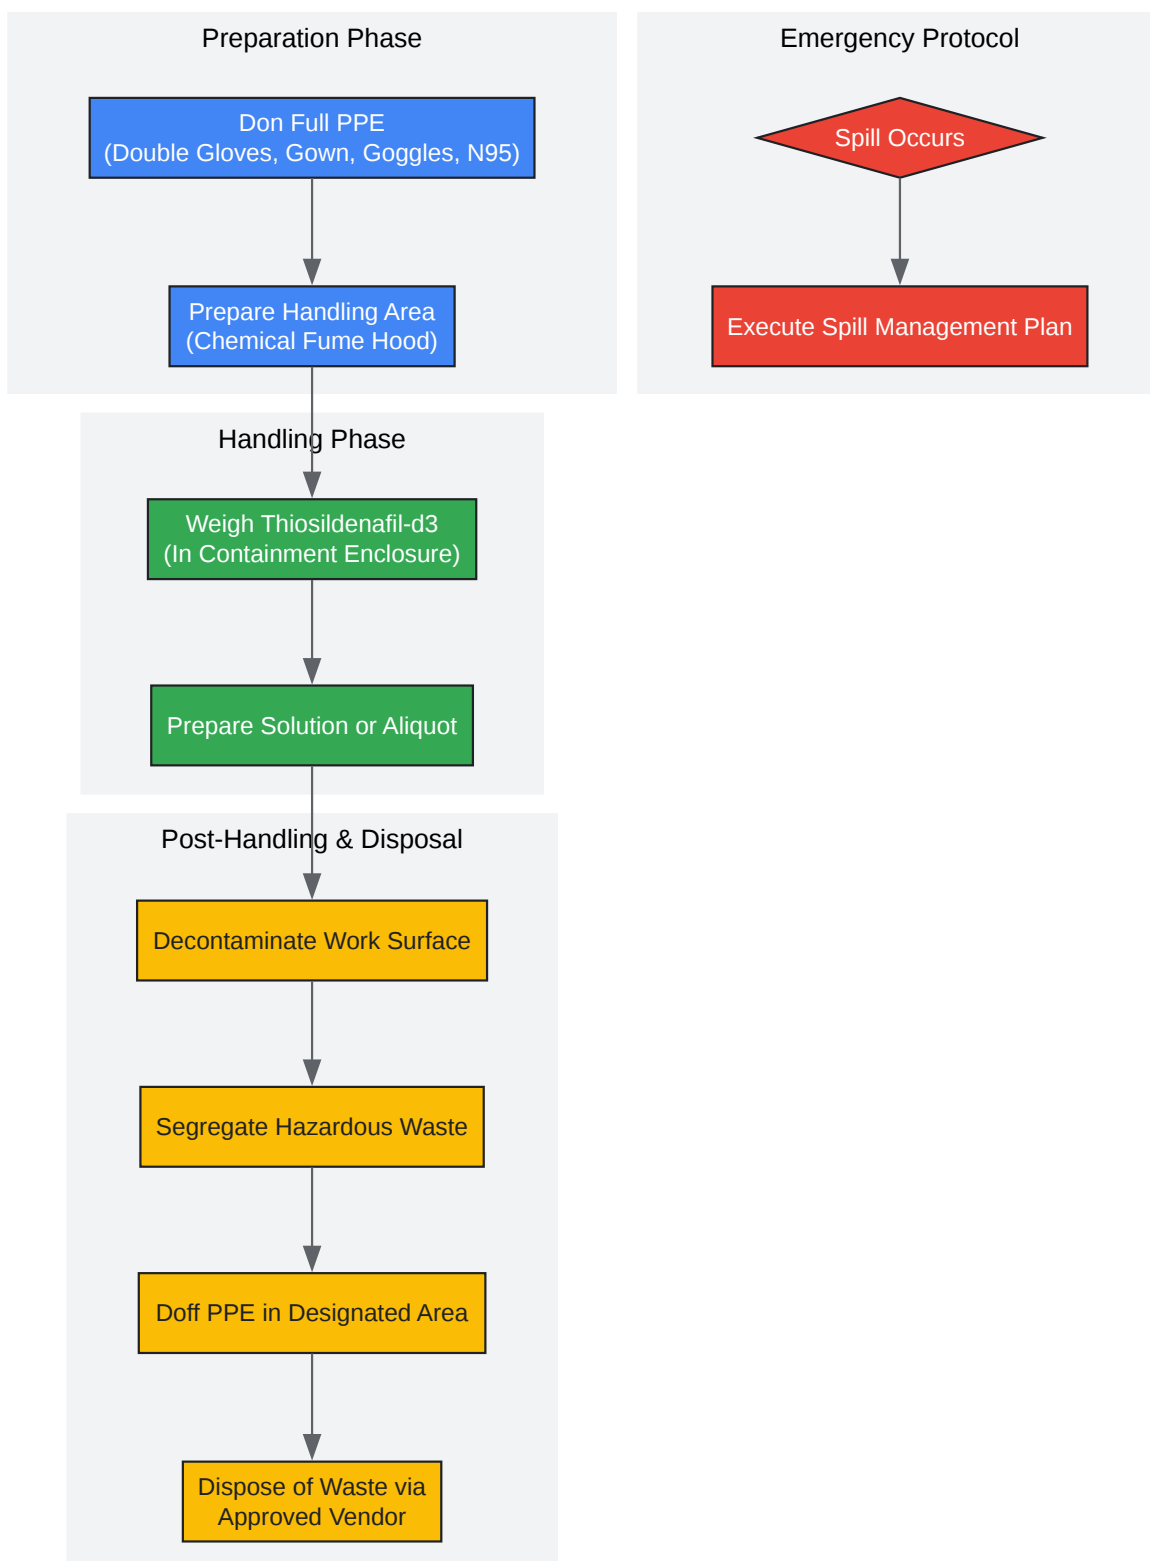 Preparation Phase
Don Full PPE
(Double Gloves, Gown, Goggles, N95)
Prepare Handling Area
(Chemical Fume Hood)
Handling Phase
Weigh Thiosildenafil-d3
(In Containment Enclosure)
Prepare Solution or Aliquot
Post-Handling & Disposal
Decontaminate Work Surface
Segregate Hazardous Waste
Doff PPE in Designated Area
Dispose of Waste via
Approved Vendor
Emergency Protocol
Spill Occurs
Execute Spill Management Plan